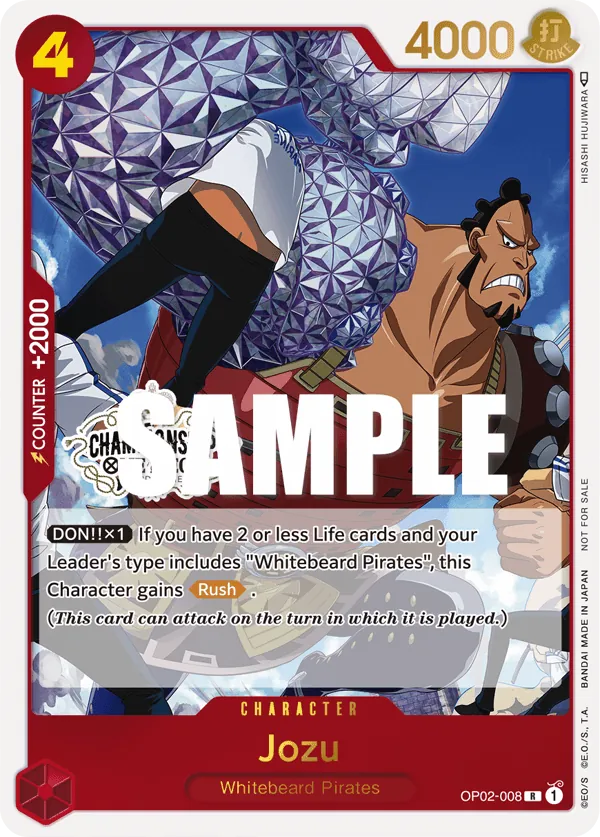 4
4000
打
STRIKE
HISASHI HUJIWARA
COUNTER +2000
SAMPLE
DON!!×1 If you have 2 or less Life cards and your
Leader's type includes "Whitebeard Pirates", this
Character gains Rush .
(This card can attack on the turn in which it is played.)
CHARACTER
Jozu
Whitebeard Pirates
OP02-008 R 1
©EO/S ©E.O./S., T.A. BANDAI MADE IN JAPAN NOT FOR SALE